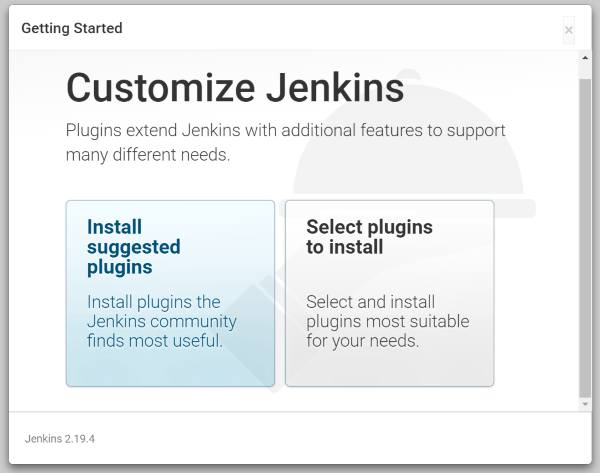 Getting Started
×
Customize Jenkins
Plugins extend Jenkins with additional features to support
many different needs.
Install
suggested
plugins
Install plugins the
Jenkins community
finds most useful.
Select plugins
to install
Select and install
plugins most suitable
for your needs.
Jenkins 2.19.4